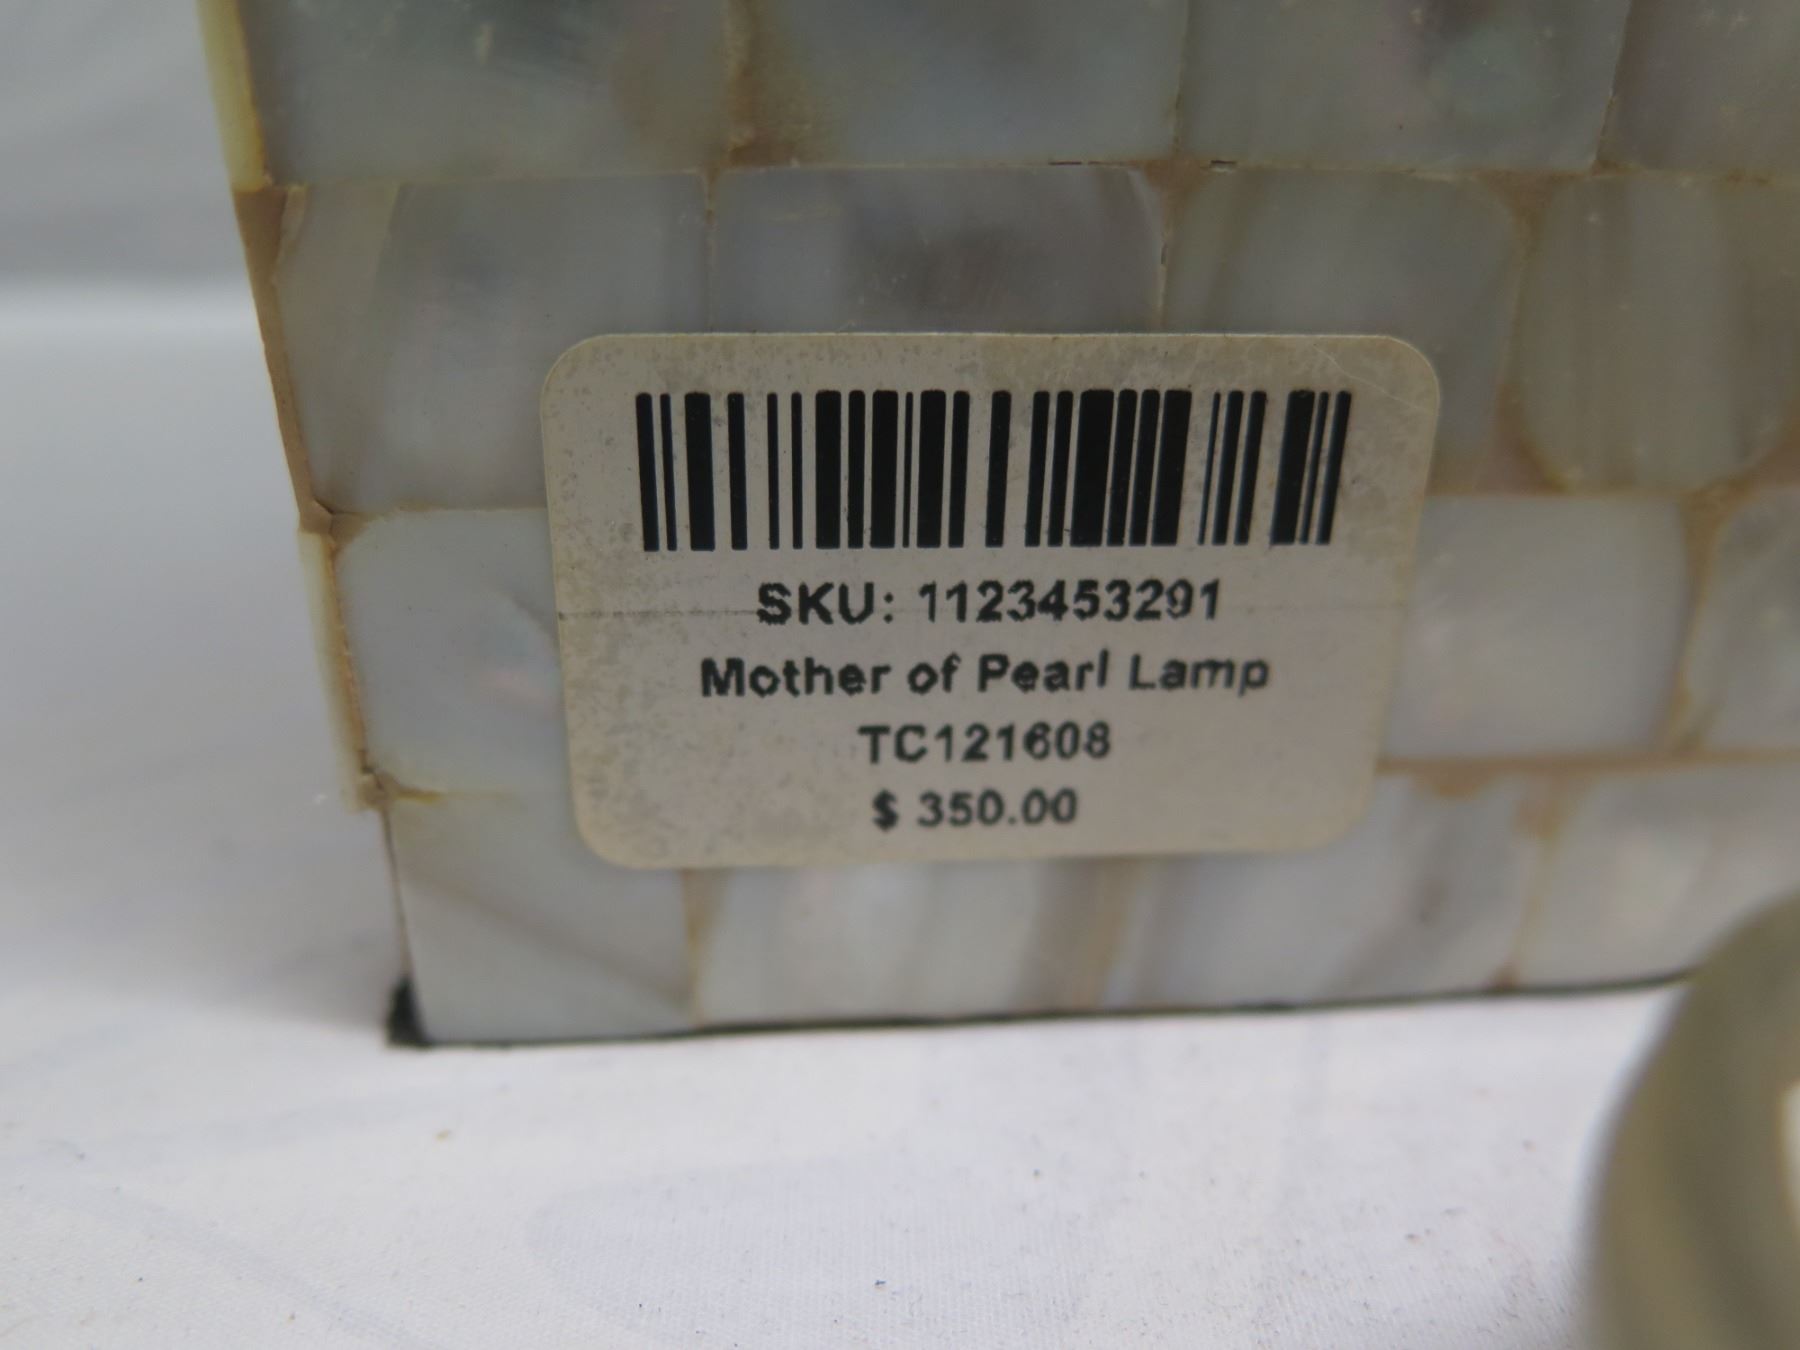 SKU: 1123453291
Mother of Pearl Lamp
TC121608
$ 350.00